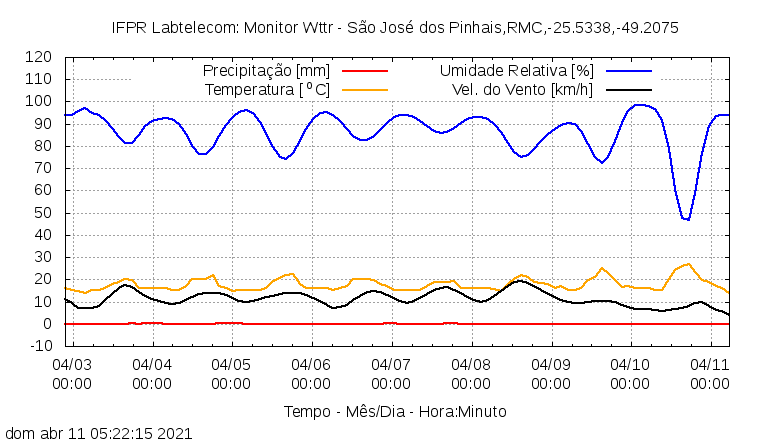 IFPR Labtelecom: Monitor Wttr - São José dos Pinhais,RMC,-25.5338,-49.2075
Precipitação [mm]
Temperatura [⁰C]
Umidade Relativa [%]
Vel. do Vento [km/h]
120
110
100
90
80
70
60
50
40
30
20
10
0
-10
04/03 04/04 04/05 04/06 04/07 04/08 04/09 04/10 04/11
00:00 00:00 00:00 00:00 00:00 00:00 00:00 00:00 00:00
Tempo - Mês/Dia - Hora:Minuto
dom abr 11 05:22:15 2021